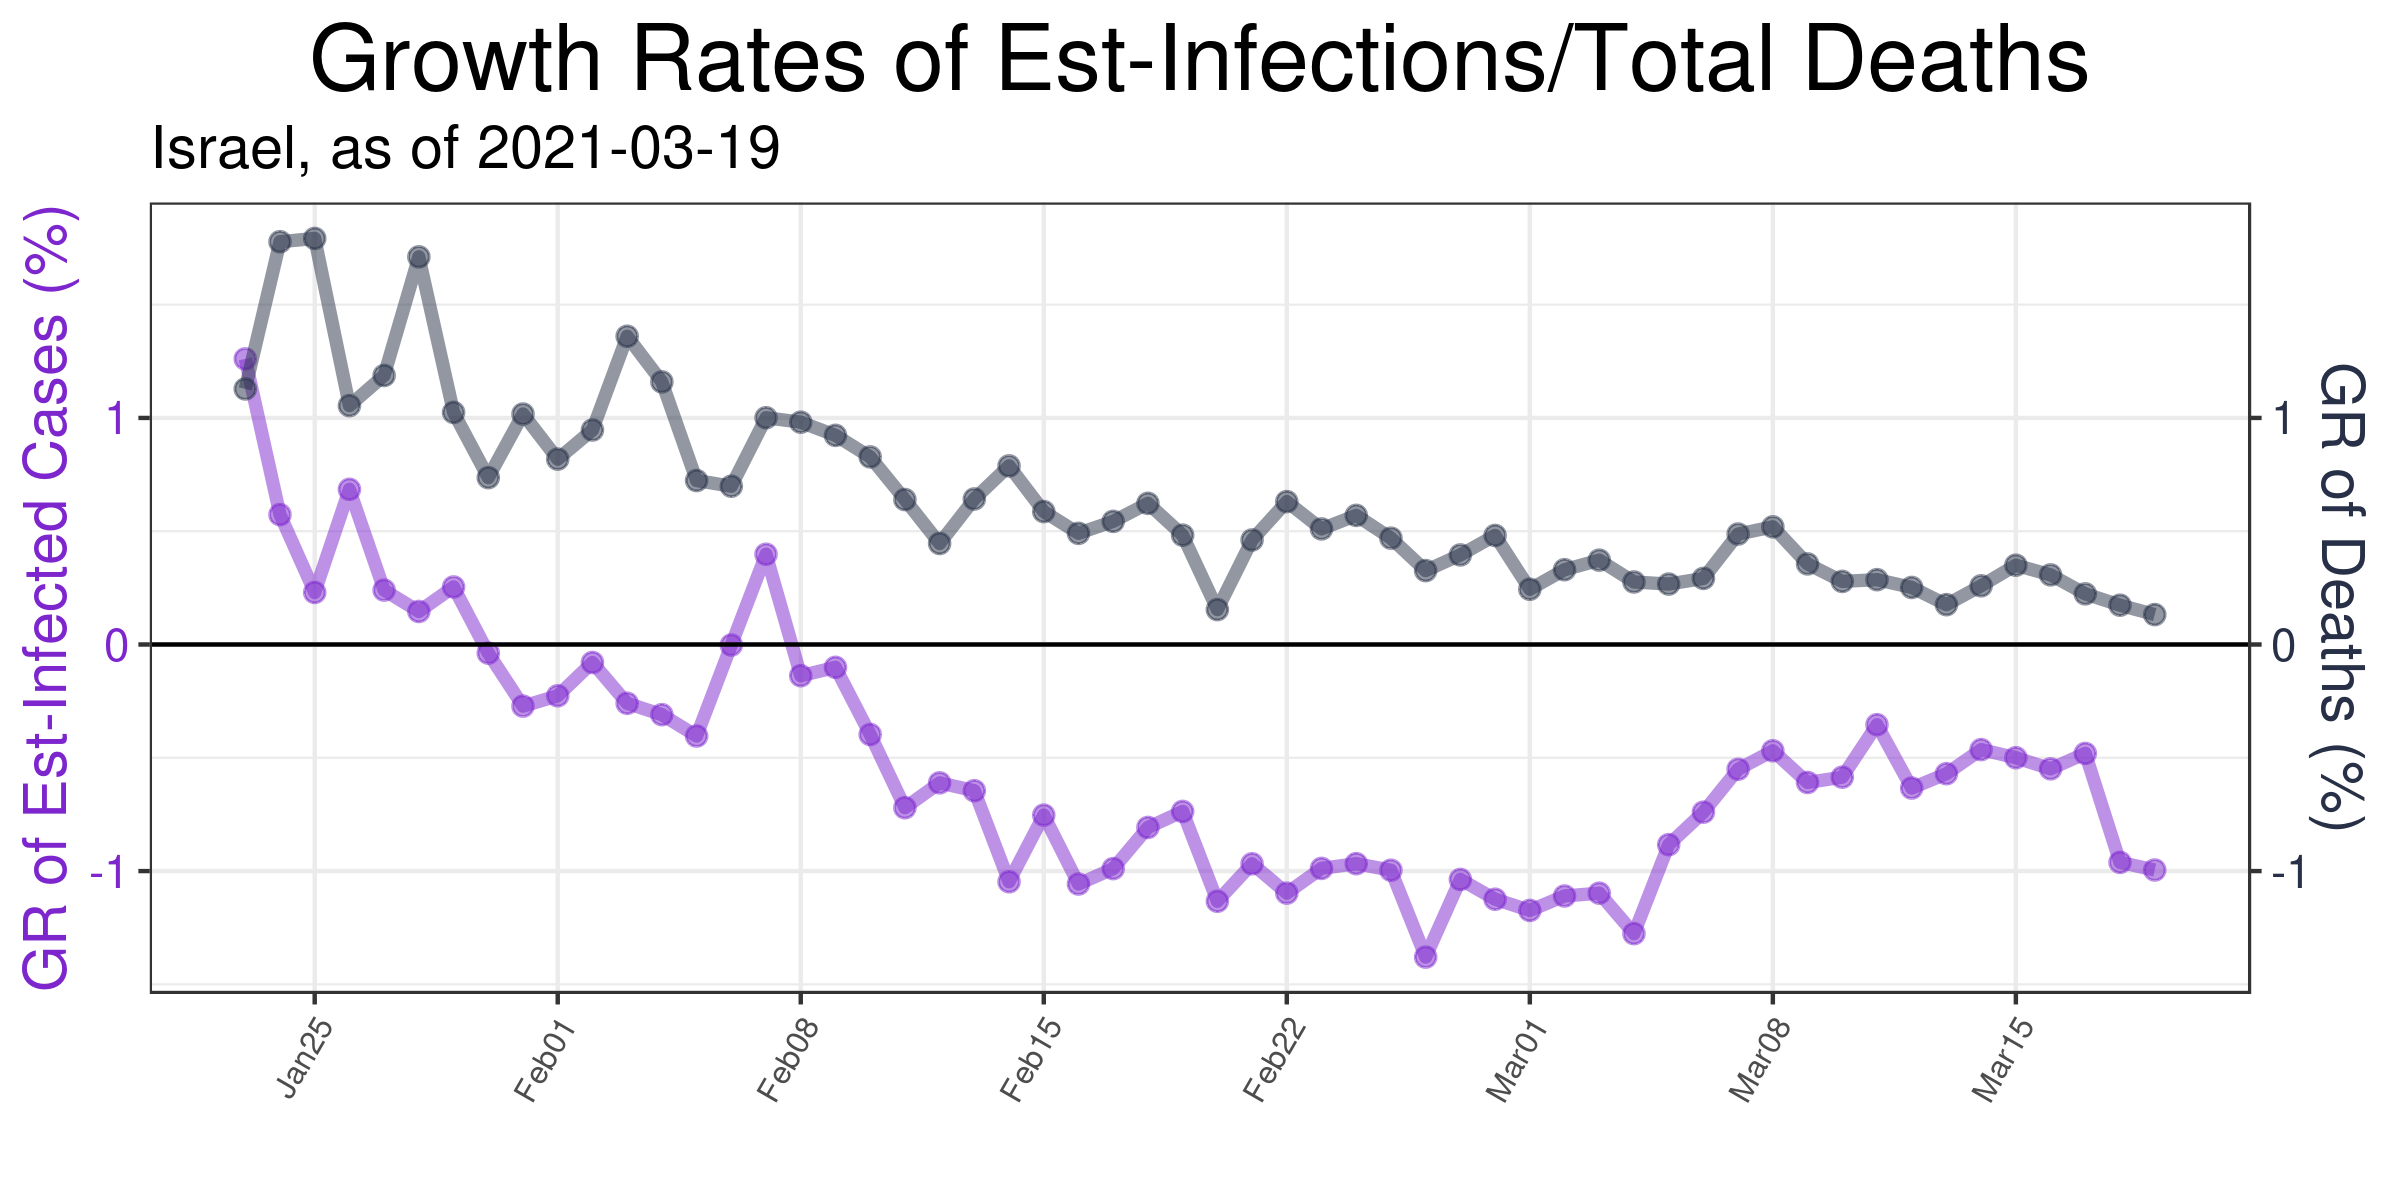 Growth Rates of Est-Infections/Total Deaths
Israel, as of 2021-03-19
GR of Est-Infected Cases (%)
1
0
-1
1
0
-1
GR of Deaths (%)
Jan25
Feb01
Feb08
Feb15
Feb22
Mar01
Mar08
Mar15